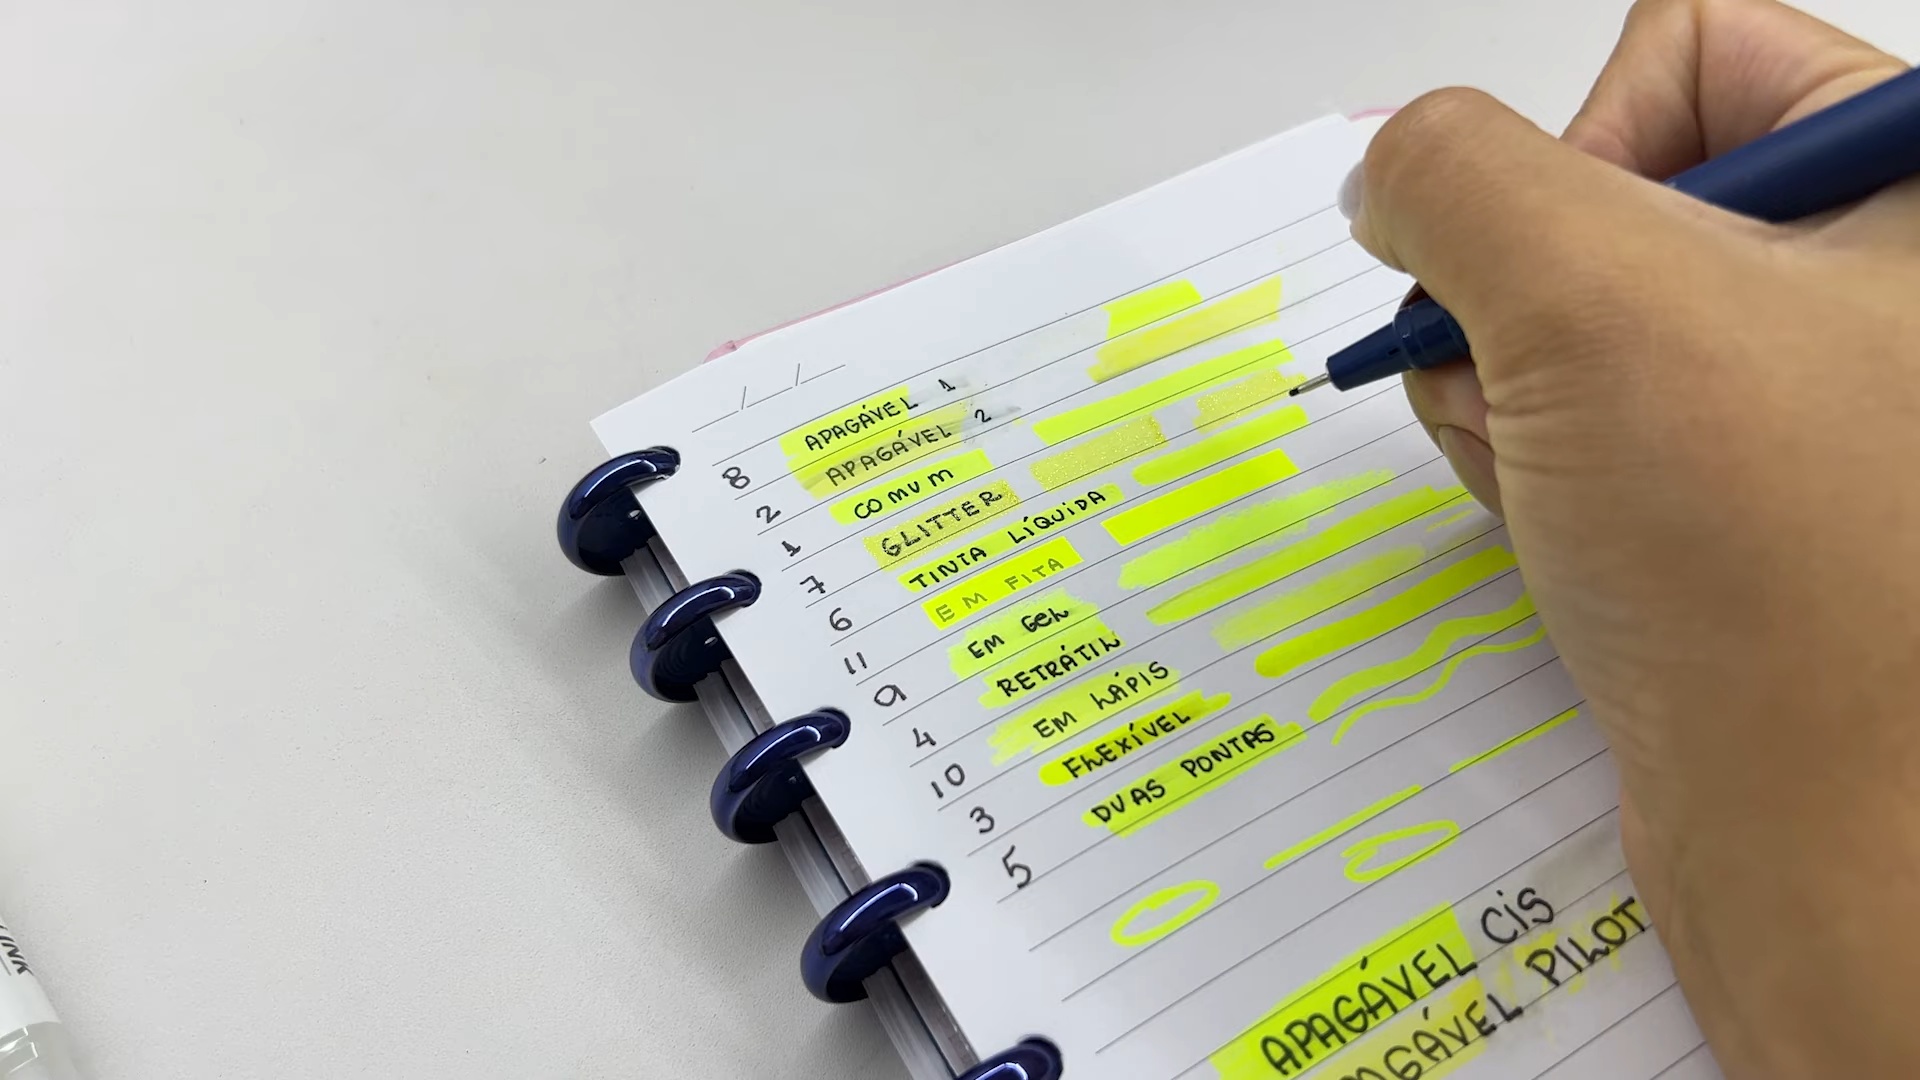 __/__/__
8 APAGÁVEL 1
2 APAGÁVEL 2
1 COMUM
7 GLITTER
6 TINTA LÍQUIDA
11 EM FITA
9 EM GEL
4 RETRÁTIL
10 EM LÁPIS
3 FLEXÍVEL
5 DUAS PONTAS
APAGÁVEL CIS
APAGÁVEL PILOT
INK